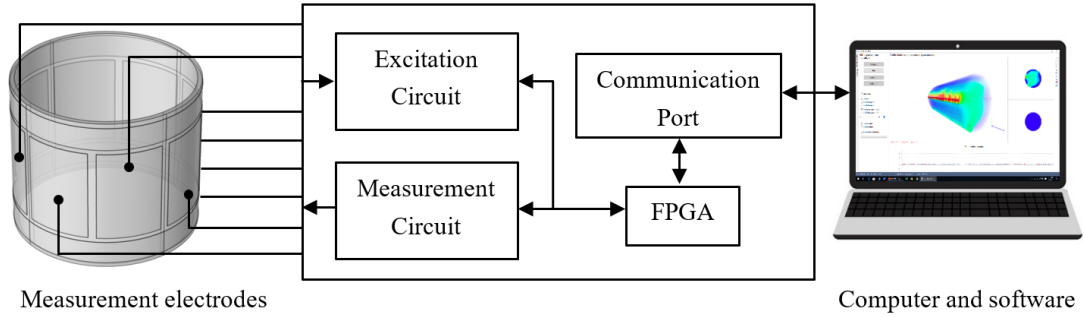 Excitation
Circuit
Communication
Port
Measurement
Circuit
FPGA
Measurement electrodes
Computer and software